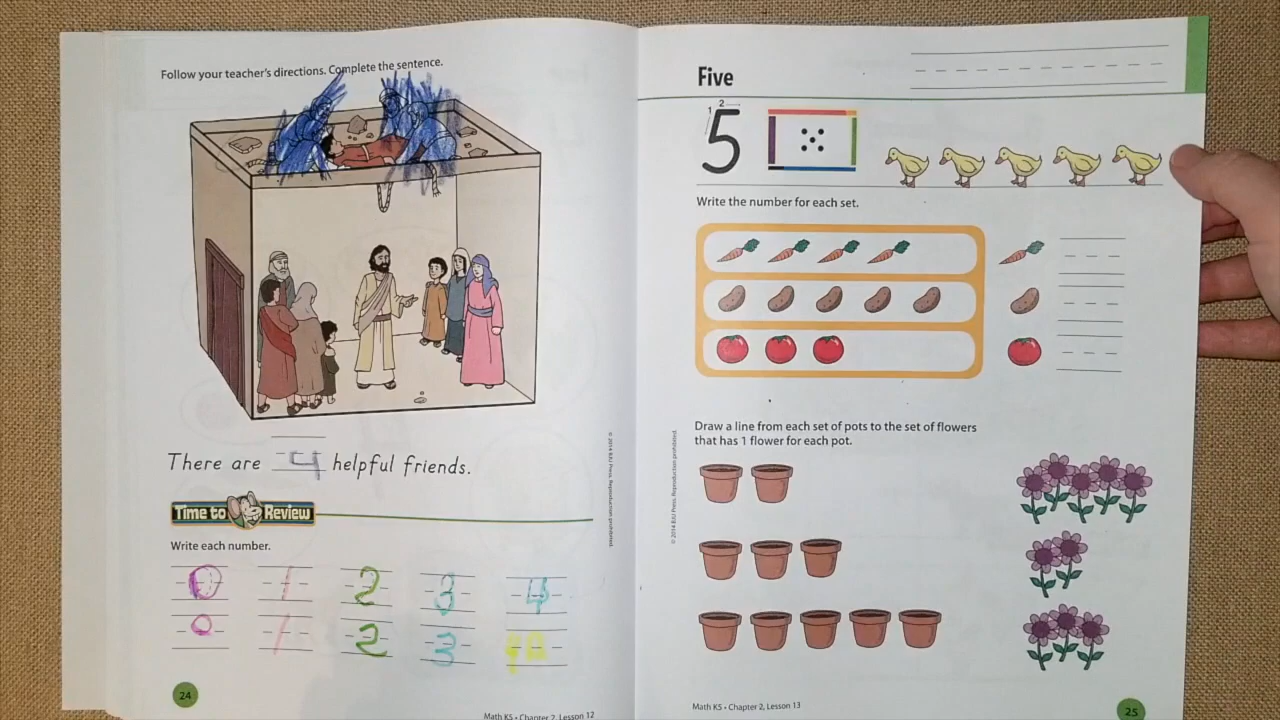 Follow your teacher's directions. Complete the sentence.
There are 4 helpful friends.
Time to Review
Write each number.
0 1 2 3 4
0 1 2 3
24
Math K5 • Chapter 2, Lesson 12
© 2014 BJU Press. Reproduction prohibited.
Five
1 2
5
Write the number for each set.
Draw a line from each set of pots to the set of flowers
that has 1 flower for each pot.
© 2014 BJU Press. Reproduction prohibited.
Math K5 • Chapter 2, Lesson 13
25